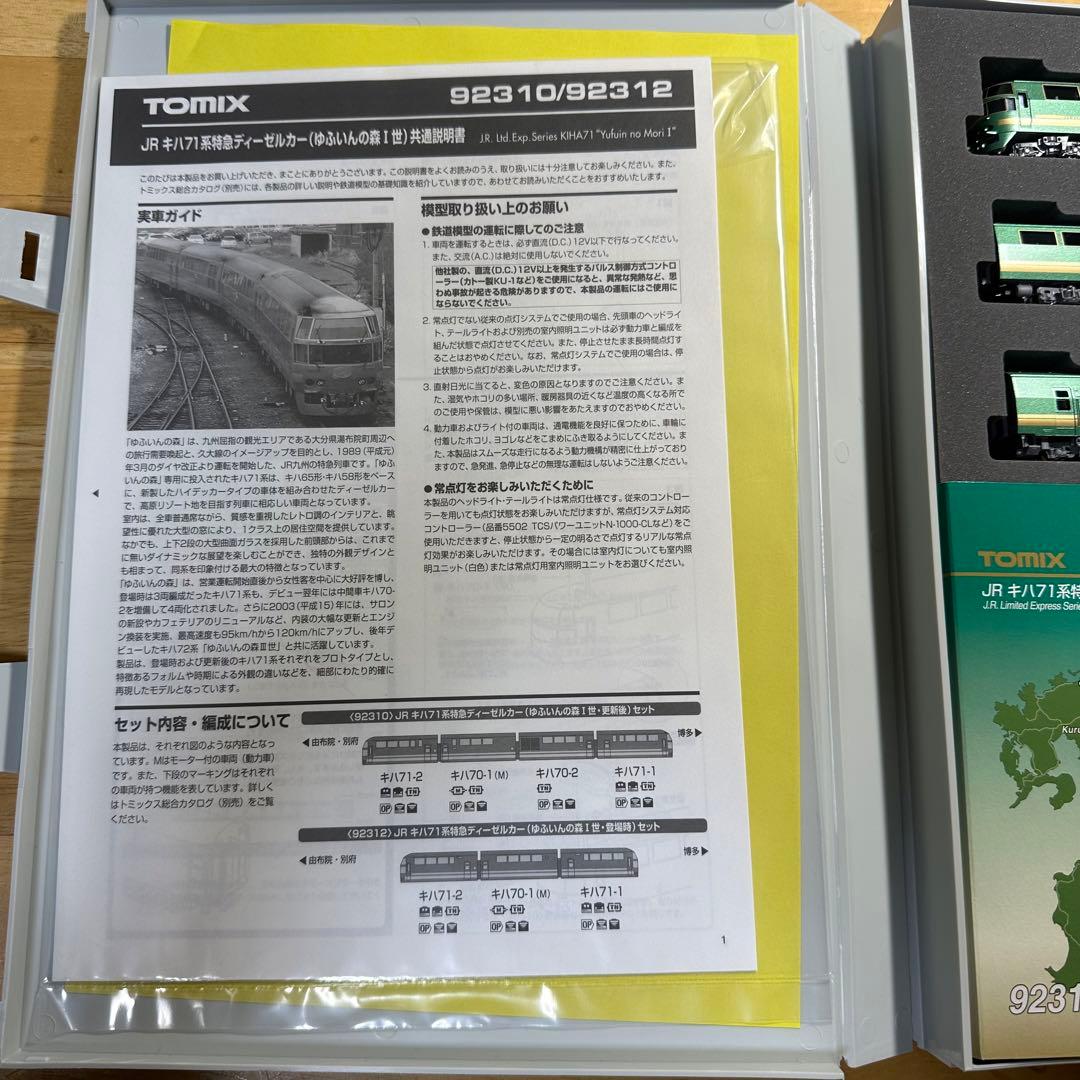 TOMIX
92310/92312
JR キハ71系特急ディーゼルカー(ゆふいんの森Ⅰ世)共通説明書 J.R. Ltd. Exp. Series KIHA71 "Yufuin no Mori I"
このたびは本製品をお買い上げいただき、まことにありがとうございます。この説明書をよくお読みのうえ、取り扱いには十分注意してお楽しみください。また、
トミックス総合カタログ(別売)には、各製品の詳しい説明や鉄道模型の基礎知識を紹介していますので、あわせてお読みいただくことをおすすめいたします。
実車ガイド
「ゆふいんの森」は、九州屈指の観光エリアである大分県湯布院町周辺へ
の旅行需要喚起と、久大線のイメージアップを目的とし、1989(平成元)
年3月のダイヤ改正より運転を開始した、JR九州の特急列車です。「ゆふ
いんの森」専用に投入されたキハ71系は、キハ65形・キハ58形をベース
に、新製したハイデッカータイプの車体を組み合わせたディーゼルカー
で、高原リゾート地を目指す列車に相応しい車両となっています。
室内は、全車普通席ながら、質感を重視したレトロ調のインテリアと、眺
望性に優れた大型の窓により、1クラス上の居住空間を提供しています。
なかでも、上下2段の大型曲面ガラスを採用した前頭部からは、これまで
に無いダイナミックな展望を楽しむことができ、独特の外観デザインと
も相まって、同系を印象付ける最大の特徴となっています。
「ゆふいんの森」は、営業運転開始直後から女性客を中心に大好評を博し、
登場時は3両編成だったキハ71系も、デビュー翌年には中間車キハ70-
2を増備して4両化されました。さらに2003(平成15)年には、サロン
の新設やカフェテリアのリニューアルなど、内装の大幅な更新とエンジ
ン換装を実施、最高速度も95km/hから120km/hにアップし、後年デ
ビューしたキハ72系「ゆふいんの森Ⅲ世」と共に活躍しています。
製品は、登場時および更新後のキハ71系それぞれをプロトタイプとし、
特徴あるフォルムや時期による外観の違いなどを、細部にわたり的確に
再現したモデルとなっています。
模型取り扱い上のお願い
●鉄道模型の運転に際してのご注意
1. 車両を運転するときは、必ず直流(D.C.)12V以下で行なってください。
また、交流(A.C.)は絶対に使用しないでください。
他社製の、直流(D.C.)12V以上を発生するパルス制御方式コントロ
ーラー(カトー製KU-1など)をご使用になると、異常な発熱など、思
わぬ事故が起きる危険がありますので、本製品の運転にはご使用に
ならないでください。
2. 常点灯でない従来の点灯システムでご使用の場合、先頭車のヘッドライ
ト、テールライトおよび別売の室内照明ユニットは必ず動力車と編成を
組んだ状態で点灯させてください。また、停止させたまま長時間点灯す
ることはおやめください。なお、常点灯システムでご使用の場合は、停
止状態から点灯がお楽しみいただけます。
3. 直射日光に当てると、変色の原因となりますのでご注意ください。ま
た、湿気やホコリの多い場所、暖房器具の近くなど温度の高くなる所で
のご使用や保管は、模型に悪い影響をあたえますのでおやめください。
4. 動力車およびライト付の車両は、通電機能を良好に保つために、車輪に
付着したホコリ、ヨゴレなどをこまめにふき取るようにしてください。ま
た、本製品はスムーズな走行になるよう動力機構が精密に仕上がっており
ますので、急発進、急停止などの無理な運転はしないようご注意ください。
●常点灯をお楽しみいただくために
本製品のヘッドライト・テールライトは常点灯仕様です。従来のコントロー
ラーを用いても点灯状態をお楽しみいただけますが、常点灯システム対応
コントローラー(品番5502 TCSパワーユニットN-1000-CLなど)をご
使用いただきますと、停止状態から一定の明るさで点灯するリアルな常点
灯効果がお楽しみいただけます。その場合には室内灯についても室内照
明ユニット(白色)または常点灯用室内照明ユニットをお選びください。
セット内容・編成について
本製品は、それぞれ図のような内容となっ
ています。Mはモーター付の車両(動力車)
です。また、下段のマーキングはそれぞれ
の車両が持つ機能を表しています。詳しく
はトミックス総合カタログ(別売)をご覧
ください。
〈92310〉JR キハ71系特急ディーゼルカー(ゆふいんの森Ⅰ世・更新後)セット
◀由布院・別府
博多▶
キハ71-2 キハ70-1(M) キハ70-2 キハ71-1
TN TN TN TN
OP OP OP OP
〈92312〉JR キハ71系特急ディーゼルカー(ゆふいんの森Ⅰ世・登場時)セット
◀由布院・別府
博多▶
キハ71-2 キハ70-1(M) キハ71-1
TN TN TN
OP OP OP
1
TOMIX
JR キハ71系特
J.R. Limited Express Serie
Kuru
9231